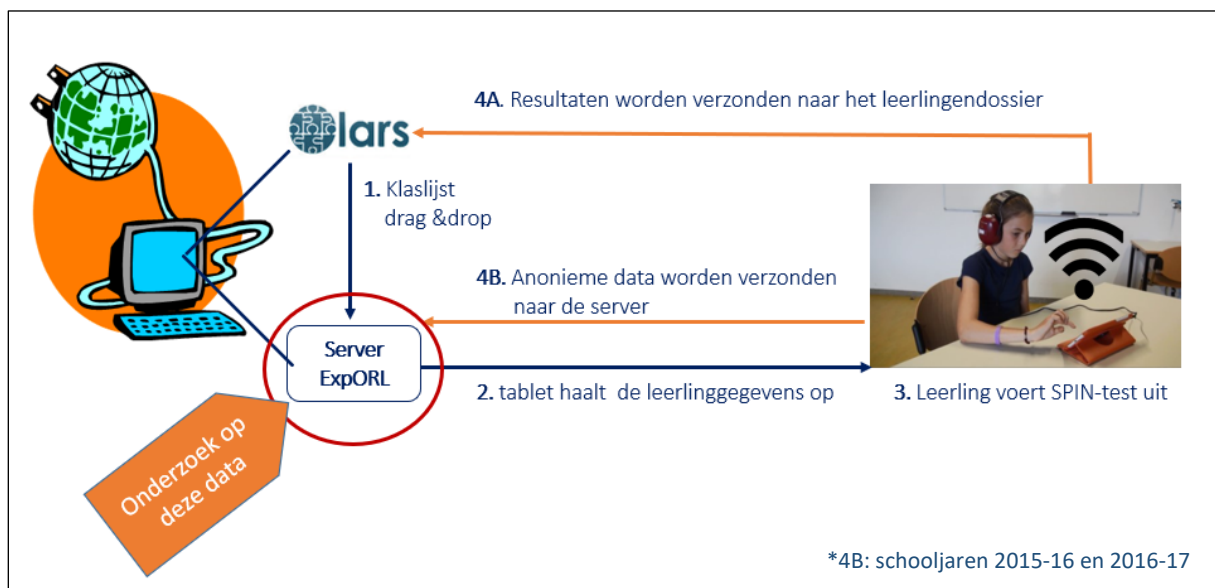 4A. Resultaten worden verzonden naar het leerlingendossier
lars
1. Klaslijst
drag &drop
4B. Anonieme data worden verzonden
naar de server
Server
ExpORL
2. tablet haalt de leerlinggegevens op
3. Leerling voert SPIN-test uit
Onderzoek op
deze data
*4B: schooljaren 2015-16 en 2016-17